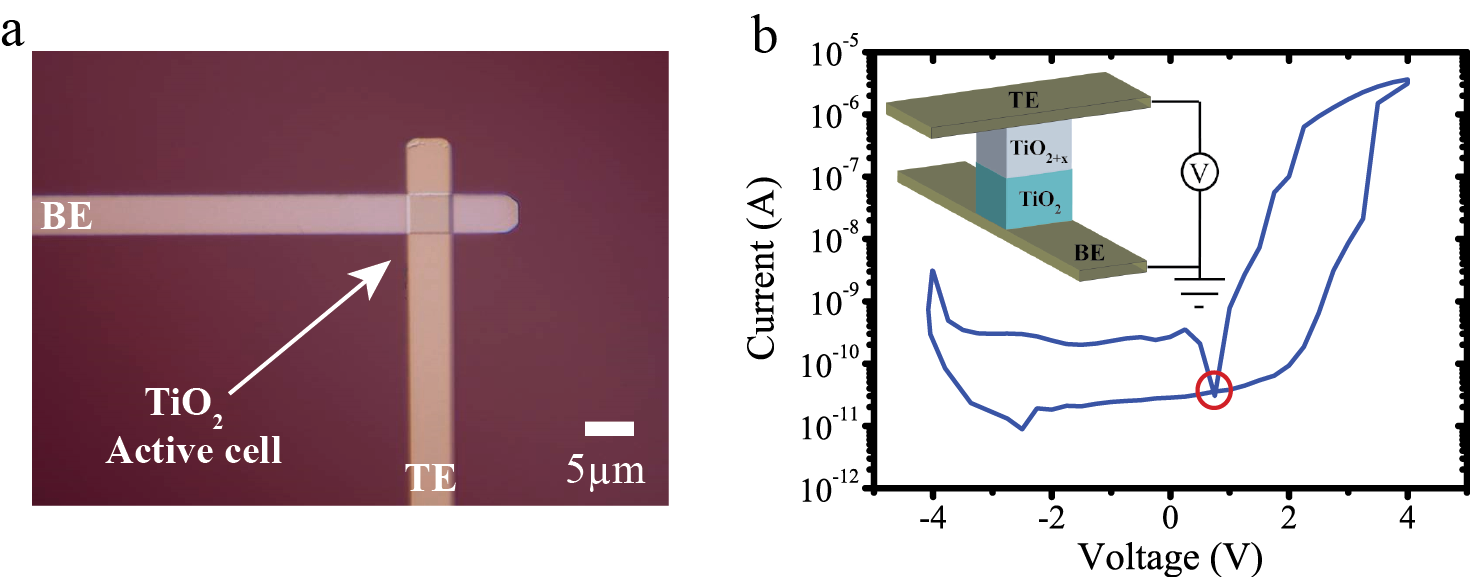 a
BE
TiO₂
Active cell
TE
5μm
b
Current (A)
10⁻⁵
10⁻⁶
10⁻⁷
10⁻⁸
10⁻⁹
10⁻¹⁰
10⁻¹¹
10⁻¹²
TE
TiO₂₊ₓ
TiO₂
BE
V
-4 -2 0 2 4
Voltage (V)